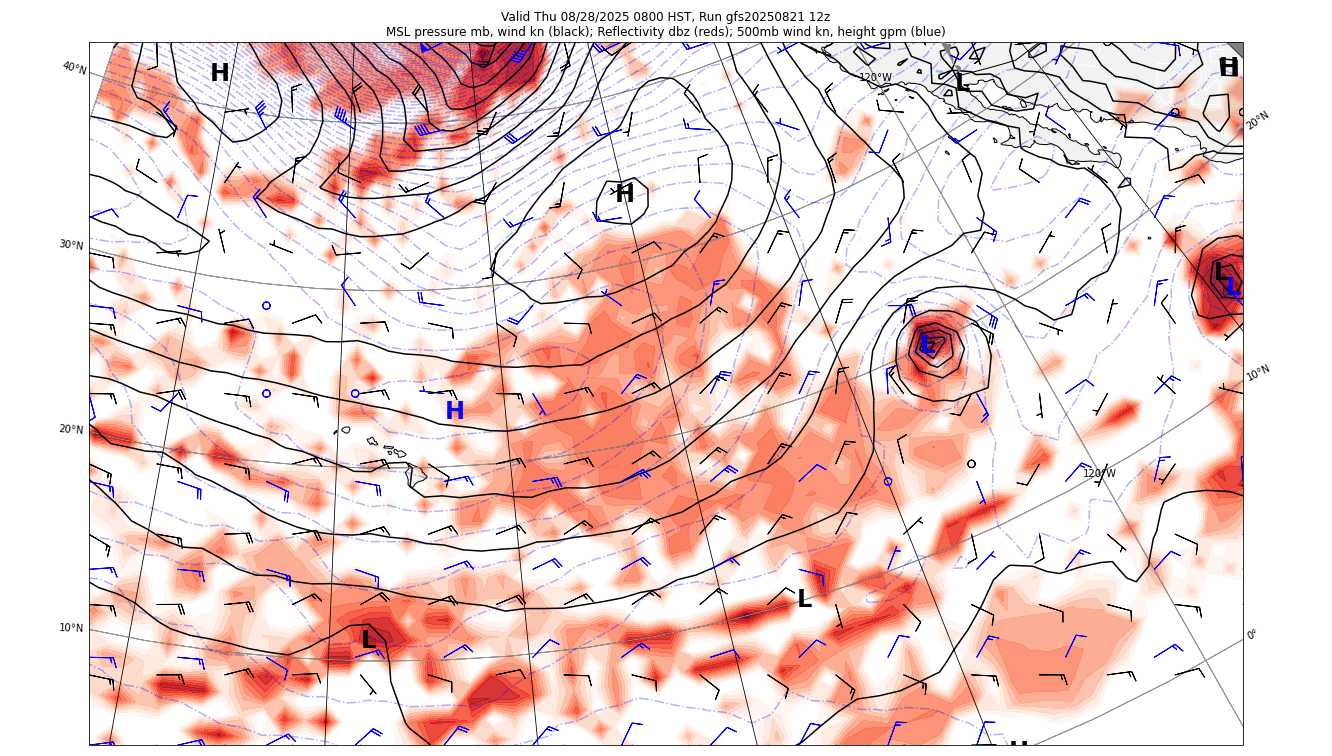 Valid Thu 08/28/2025 0800 HST, Run gfs20250821 12z
MSL pressure mb, wind kn (black); Reflectivity dbz (reds); 500mb wind kn, height gpm (blue)
40°N
H
120°W
L
H
20°N
H
30°N
L
L
L
10°N
H
20°N
120°W
L
10°N
L
0°
H